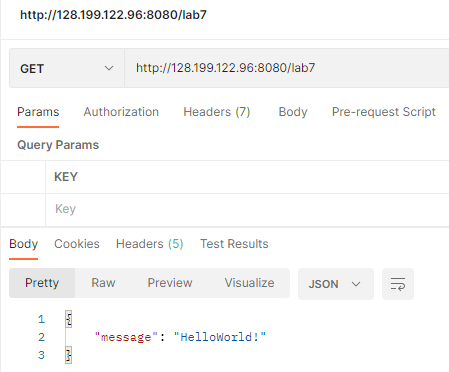 http://128.199.122.96:8080/lab7
GET http://128.199.122.96:8080/lab7
Params Authorization Headers (7) Body Pre-request Script
Query Params
KEY
Key
Body Cookies Headers (5) Test Results
Pretty Raw Preview Visualize JSON
1 {
2 "message": "HelloWorld!"
3 }